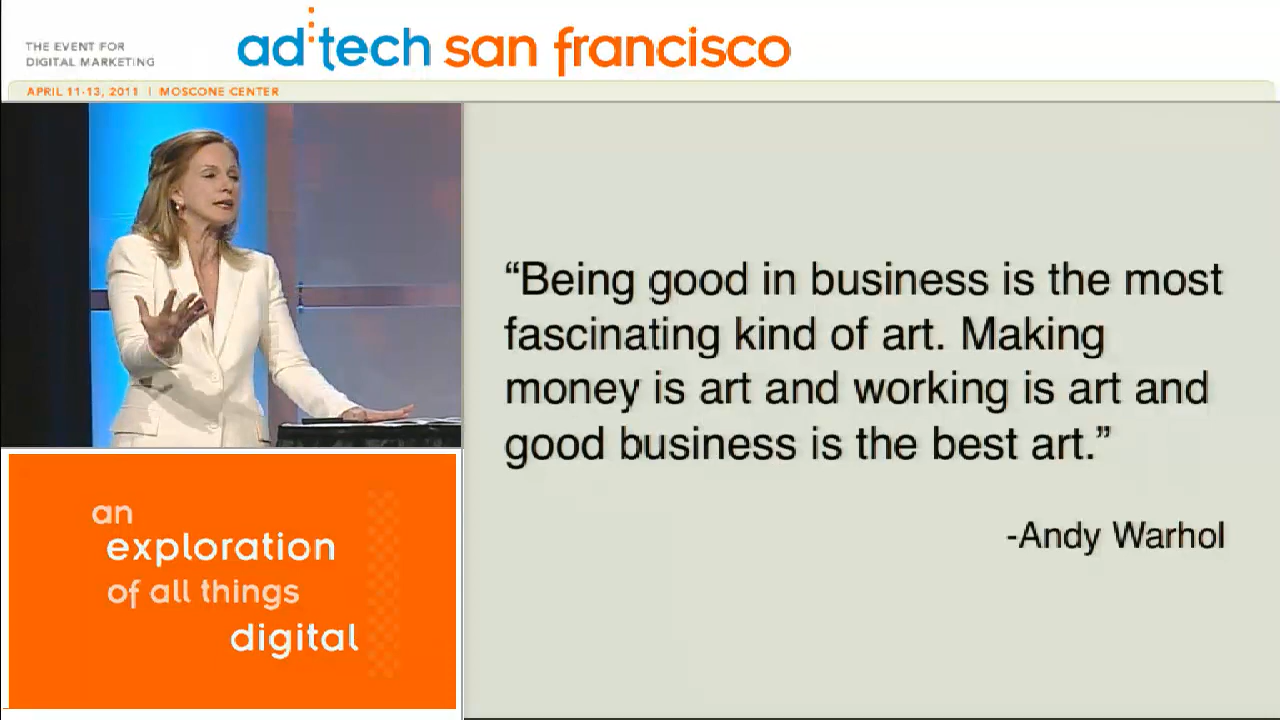 THE EVENT FOR
DIGITAL MARKETING
ad:tech san francisco
APRIL 11-13, 2011 | MOSCONE CENTER
“Being good in business is the most
fascinating kind of art. Making
money is art and working is art and
good business is the best art.”
-Andy Warhol
an
exploration
of all things
digital